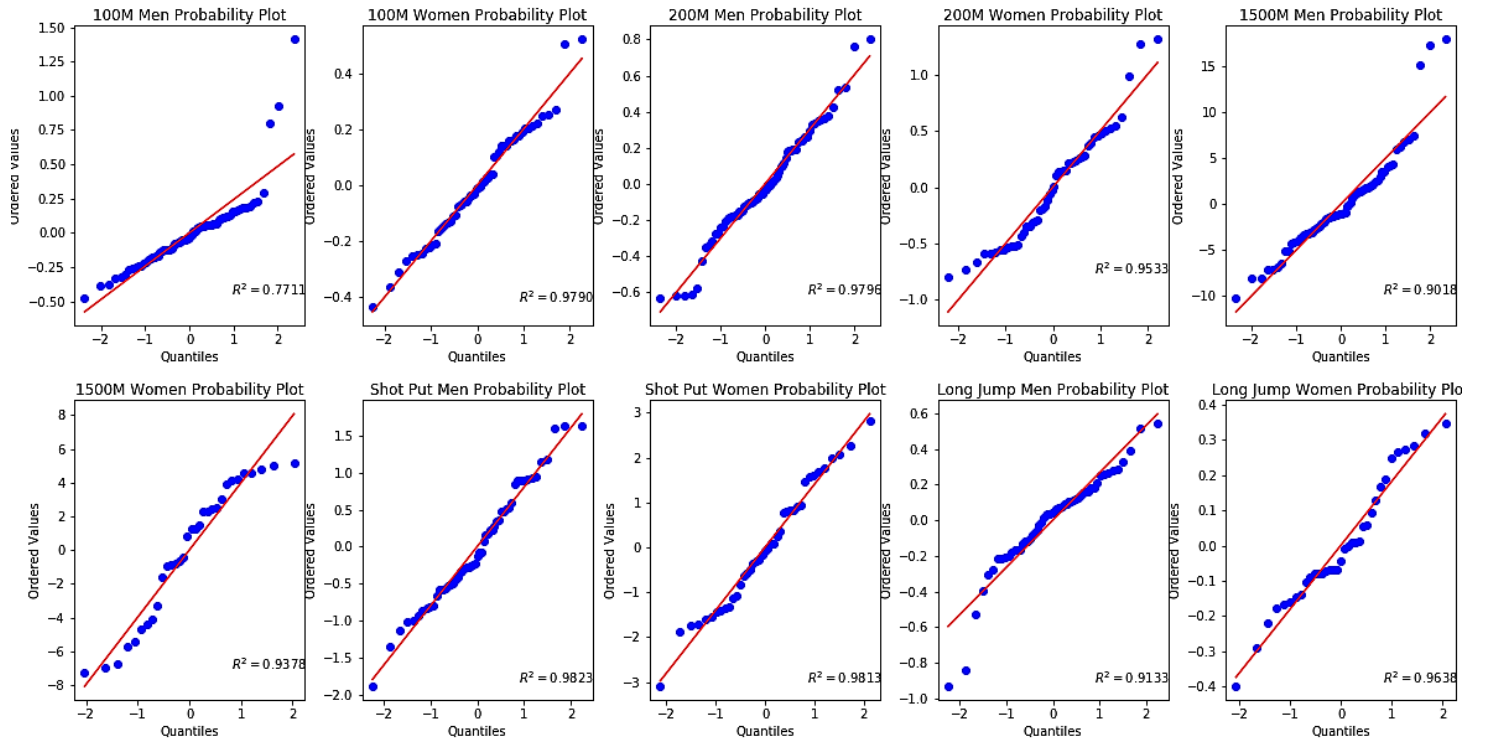 100M Men Probability Plot
1.50
1.25
1.00
0.75
0.50
0.25
0.00
−0.25
−0.50
Ordered Values
R² = 0.7711
−2 −1 0 1 2
Quantiles
100M Women Probability Plot
0.4
0.2
0.0
−0.2
−0.4
Ordered Values
R² = 0.9790
−2 −1 0 1 2
Quantiles
200M Men Probability Plot
0.8
0.6
0.4
0.2
0.0
−0.2
−0.4
−0.6
Ordered Values
R² = 0.9796
−2 −1 0 1 2
Quantiles
200M Women Probability Plot
1.0
0.5
0.0
−0.5
−1.0
Ordered Values
R² = 0.9533
−2 −1 0 1 2
Quantiles
1500M Men Probability Plot
15
10
5
0
−5
−10
Ordered Values
R² = 0.9018
−2 −1 0 1 2
Quantiles
1500M Women Probability Plot
8
6
4
2
0
−2
−4
−6
−8
Ordered Values
R² = 0.9378
−2 −1 0 1 2
Quantiles
Shot Put Men Probability Plot
1.5
1.0
0.5
0.0
−0.5
−1.0
−1.5
−2.0
Ordered Values
R² = 0.9823
−2 −1 0 1 2
Quantiles
Shot Put Women Probability Plot
3
2
1
0
−1
−2
−3
Ordered Values
R² = 0.9813
−2 −1 0 1 2
Quantiles
Long Jump Men Probability Plot
0.6
0.4
0.2
0.0
−0.2
−0.4
−0.6
−0.8
−1.0
Ordered Values
R² = 0.9133
−2 −1 0 1 2
Quantiles
Long Jump Women Probability Plo
0.4
0.3
0.2
0.1
0.0
−0.1
−0.2
−0.3
−0.4
Ordered Values
R² = 0.9638
−2 −1 0 1 2
Quantiles